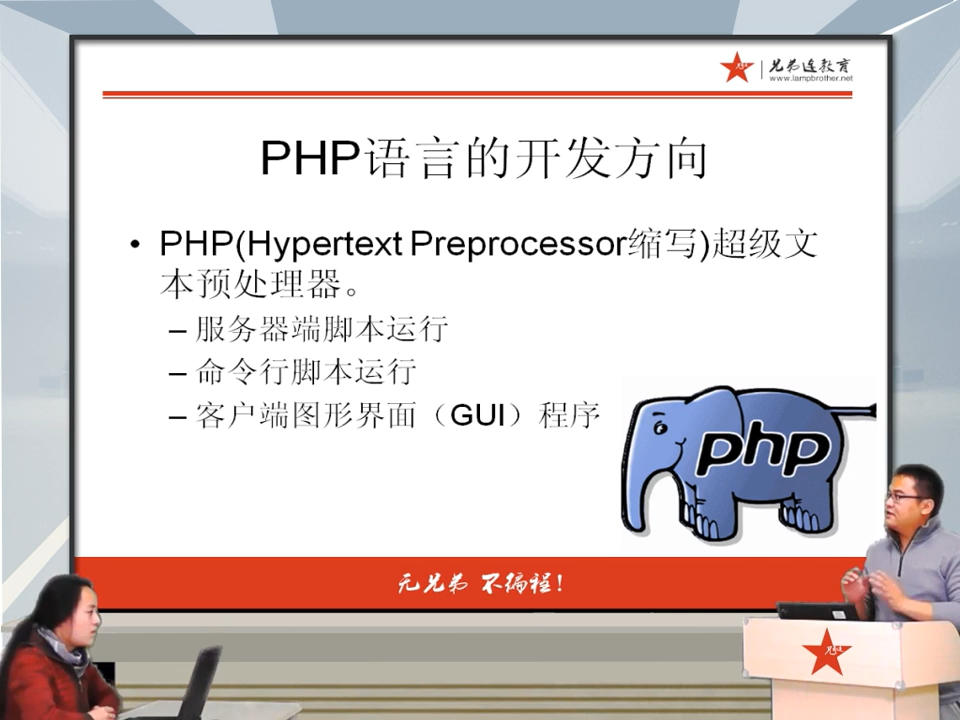 兄弟连教育
www.lampbrother.net
PHP语言的开发方向
• PHP(Hypertext Preprocessor缩写)超级文
本预处理器。
– 服务器端脚本运行
– 命令行脚本运行
– 客户端图形界面（GUI）程序
php
无兄弟 不编程!